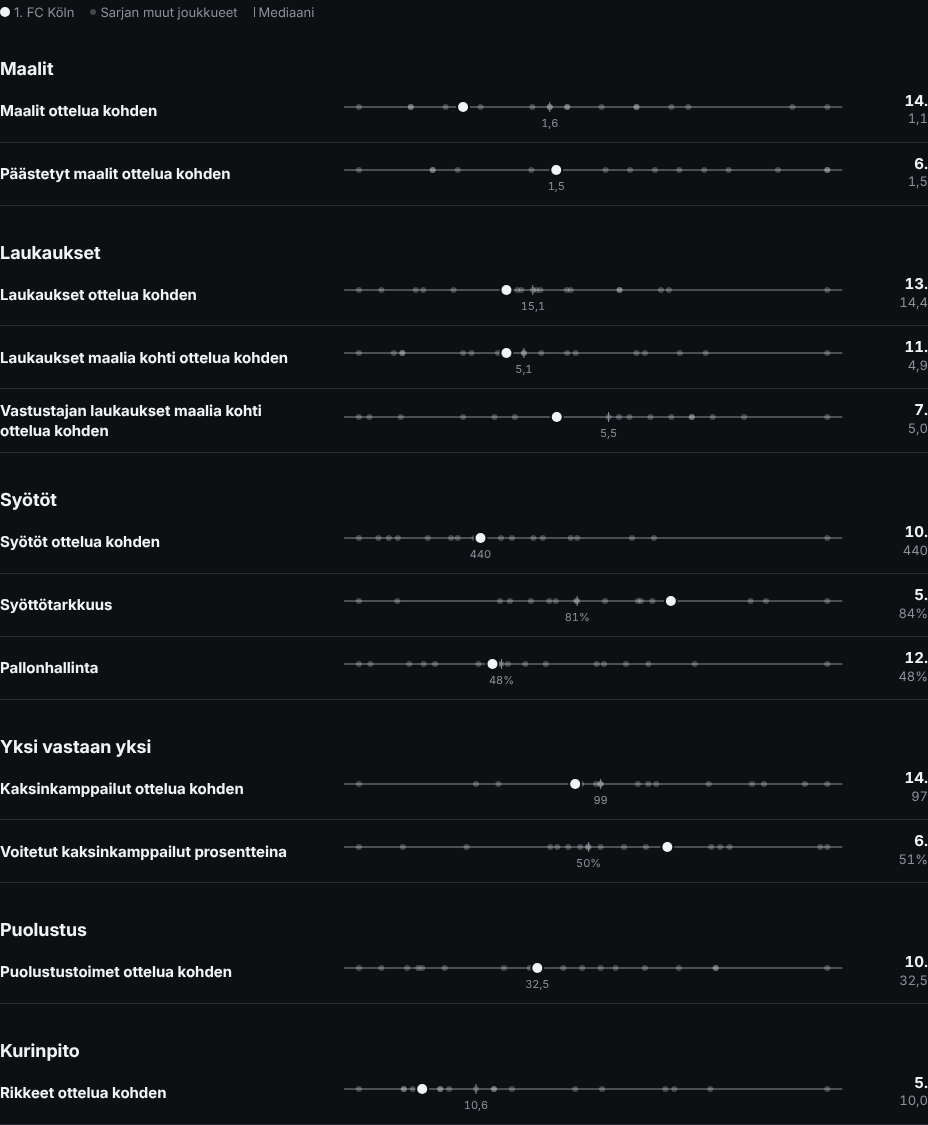 1. FC Köln Sarjan muut joukkueet Mediaani
Maalit
Maalit ottelua kohden
14.
1,1
1,6
Päästetyt maalit ottelua kohden
6.
1,5
1,5
Laukaukset
Laukaukset ottelua kohden
13.
14,4
15,1
Laukaukset maalia kohti ottelua kohden
11.
4,9
5,1
Vastustajan laukaukset maalia kohti
ottelua kohden
7.
5,0
5,5
Syötöt
Syötöt ottelua kohden
10.
440
440
Syöttötarkkuus
5.
84%
81%
Pallonhallinta
12.
48%
48%
Yksi vastaan yksi
Kaksinkamppailut ottelua kohden
14.
97
99
Voitetut kaksinkamppailut prosentteina
6.
51%
50%
Puolustus
Puolustustoimet ottelua kohden
10.
32,5
32,5
Kurinpito
Rikkeet ottelua kohden
5.
10,0
10,6